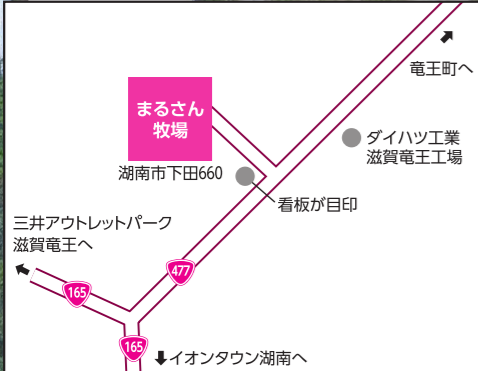 竜王町へ
まるさん
牧場
ダイハツ工業
滋賀竜王工場
湖南市下田660
看板が目印
三井アウトレットパーク
滋賀竜王へ
477
165
165
イオンタウン湖南へ